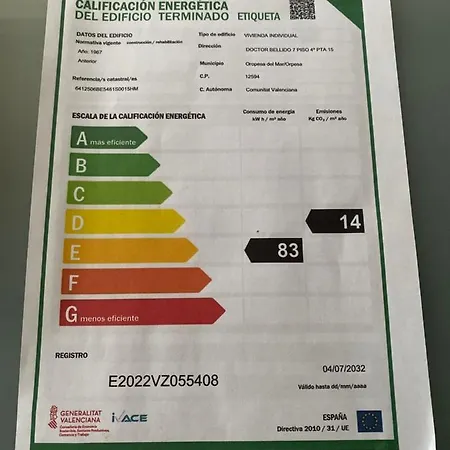 CALIFICACIÓN ENERGÉTICA
DEL EDIFICIO TERMINADO ETIQUETA
DATOS DEL EDIFICIO
Normativa vigente construcción / rehabilitación
Año. 1967
Anterior
Referencia/s catastral/es
6412506BE5461S0015HM
Tipo de edificio VIVIENDA INDIVIDUAL
Dirección DOCTOR BELLIDO 7 PISO 4º PTA 15
Municipio Oropesa del Mar/Orpesa
C.P. 12594
C. Autónoma Comunitat Valenciana
ESCALA DE LA CALIFICACIÓN ENERGÉTICA
Consumo de energía
kW h / m² año
Emisiones
Kg CO₂ / m² año
A más eficiente
B
C
D 14
E 83
F
G menos eficiente
REGISTRO
E2022VZ055408
04/07/2032
Válido hasta dd/mm/aaaa
GENERALITAT
VALENCIANA
iVACE
ESPAÑA
Directiva 2010 / 31 / UE